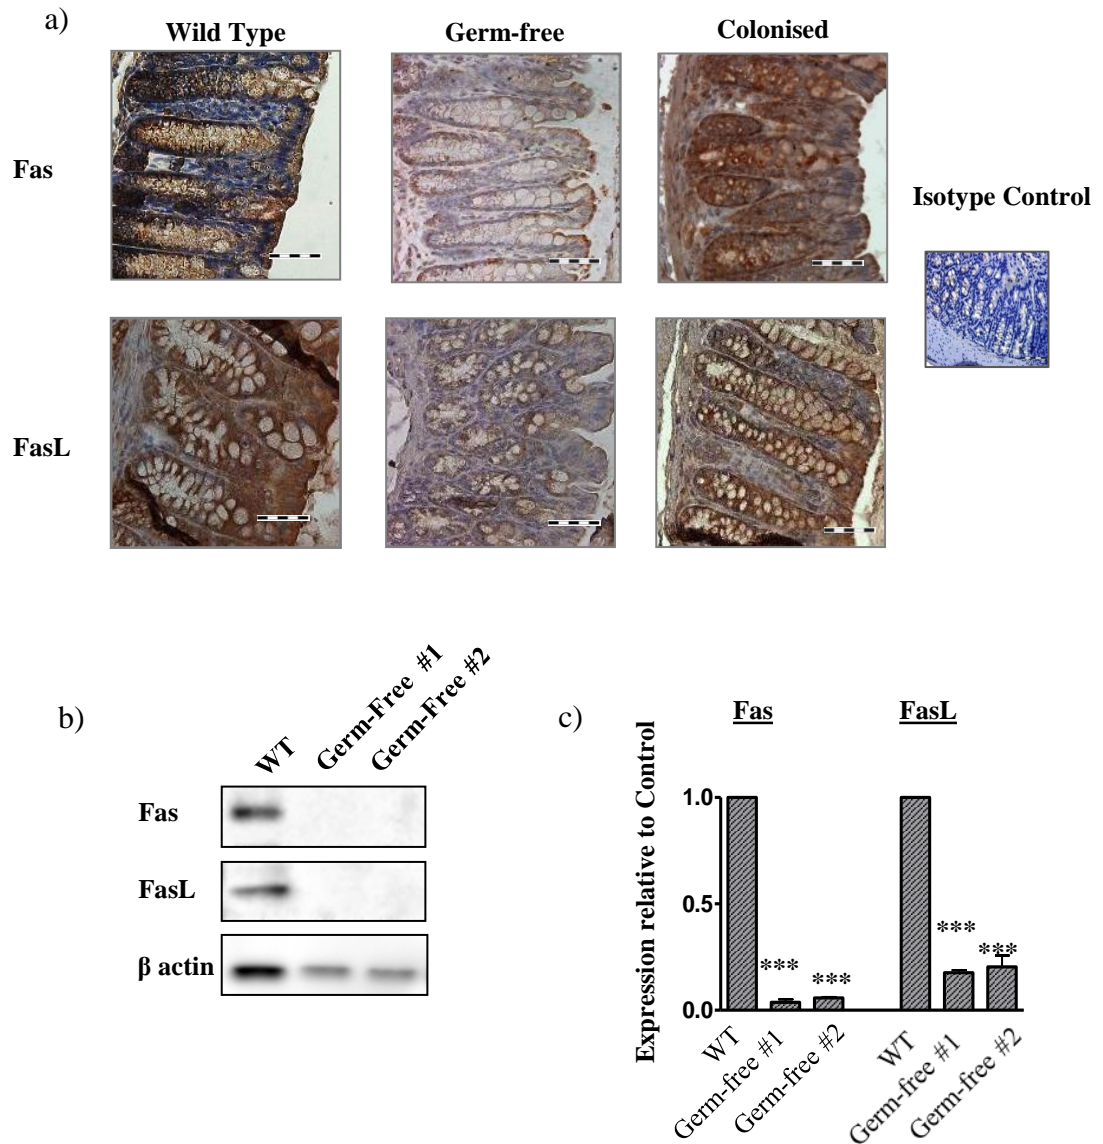 a)
Wild Type
Germ-free
Colonised
Fas
Isotype Control
FasL
b)
WT
Germ-Free #1
Germ-Free #2
Fas
FasL
β actin
c)
Fas
FasL
Expression relative to Control
1.0
0.5
0.0
***
***
***
***
WT
Germ-free #1
Germ-free #2
WT
Germ-free #1
Germ-free #2